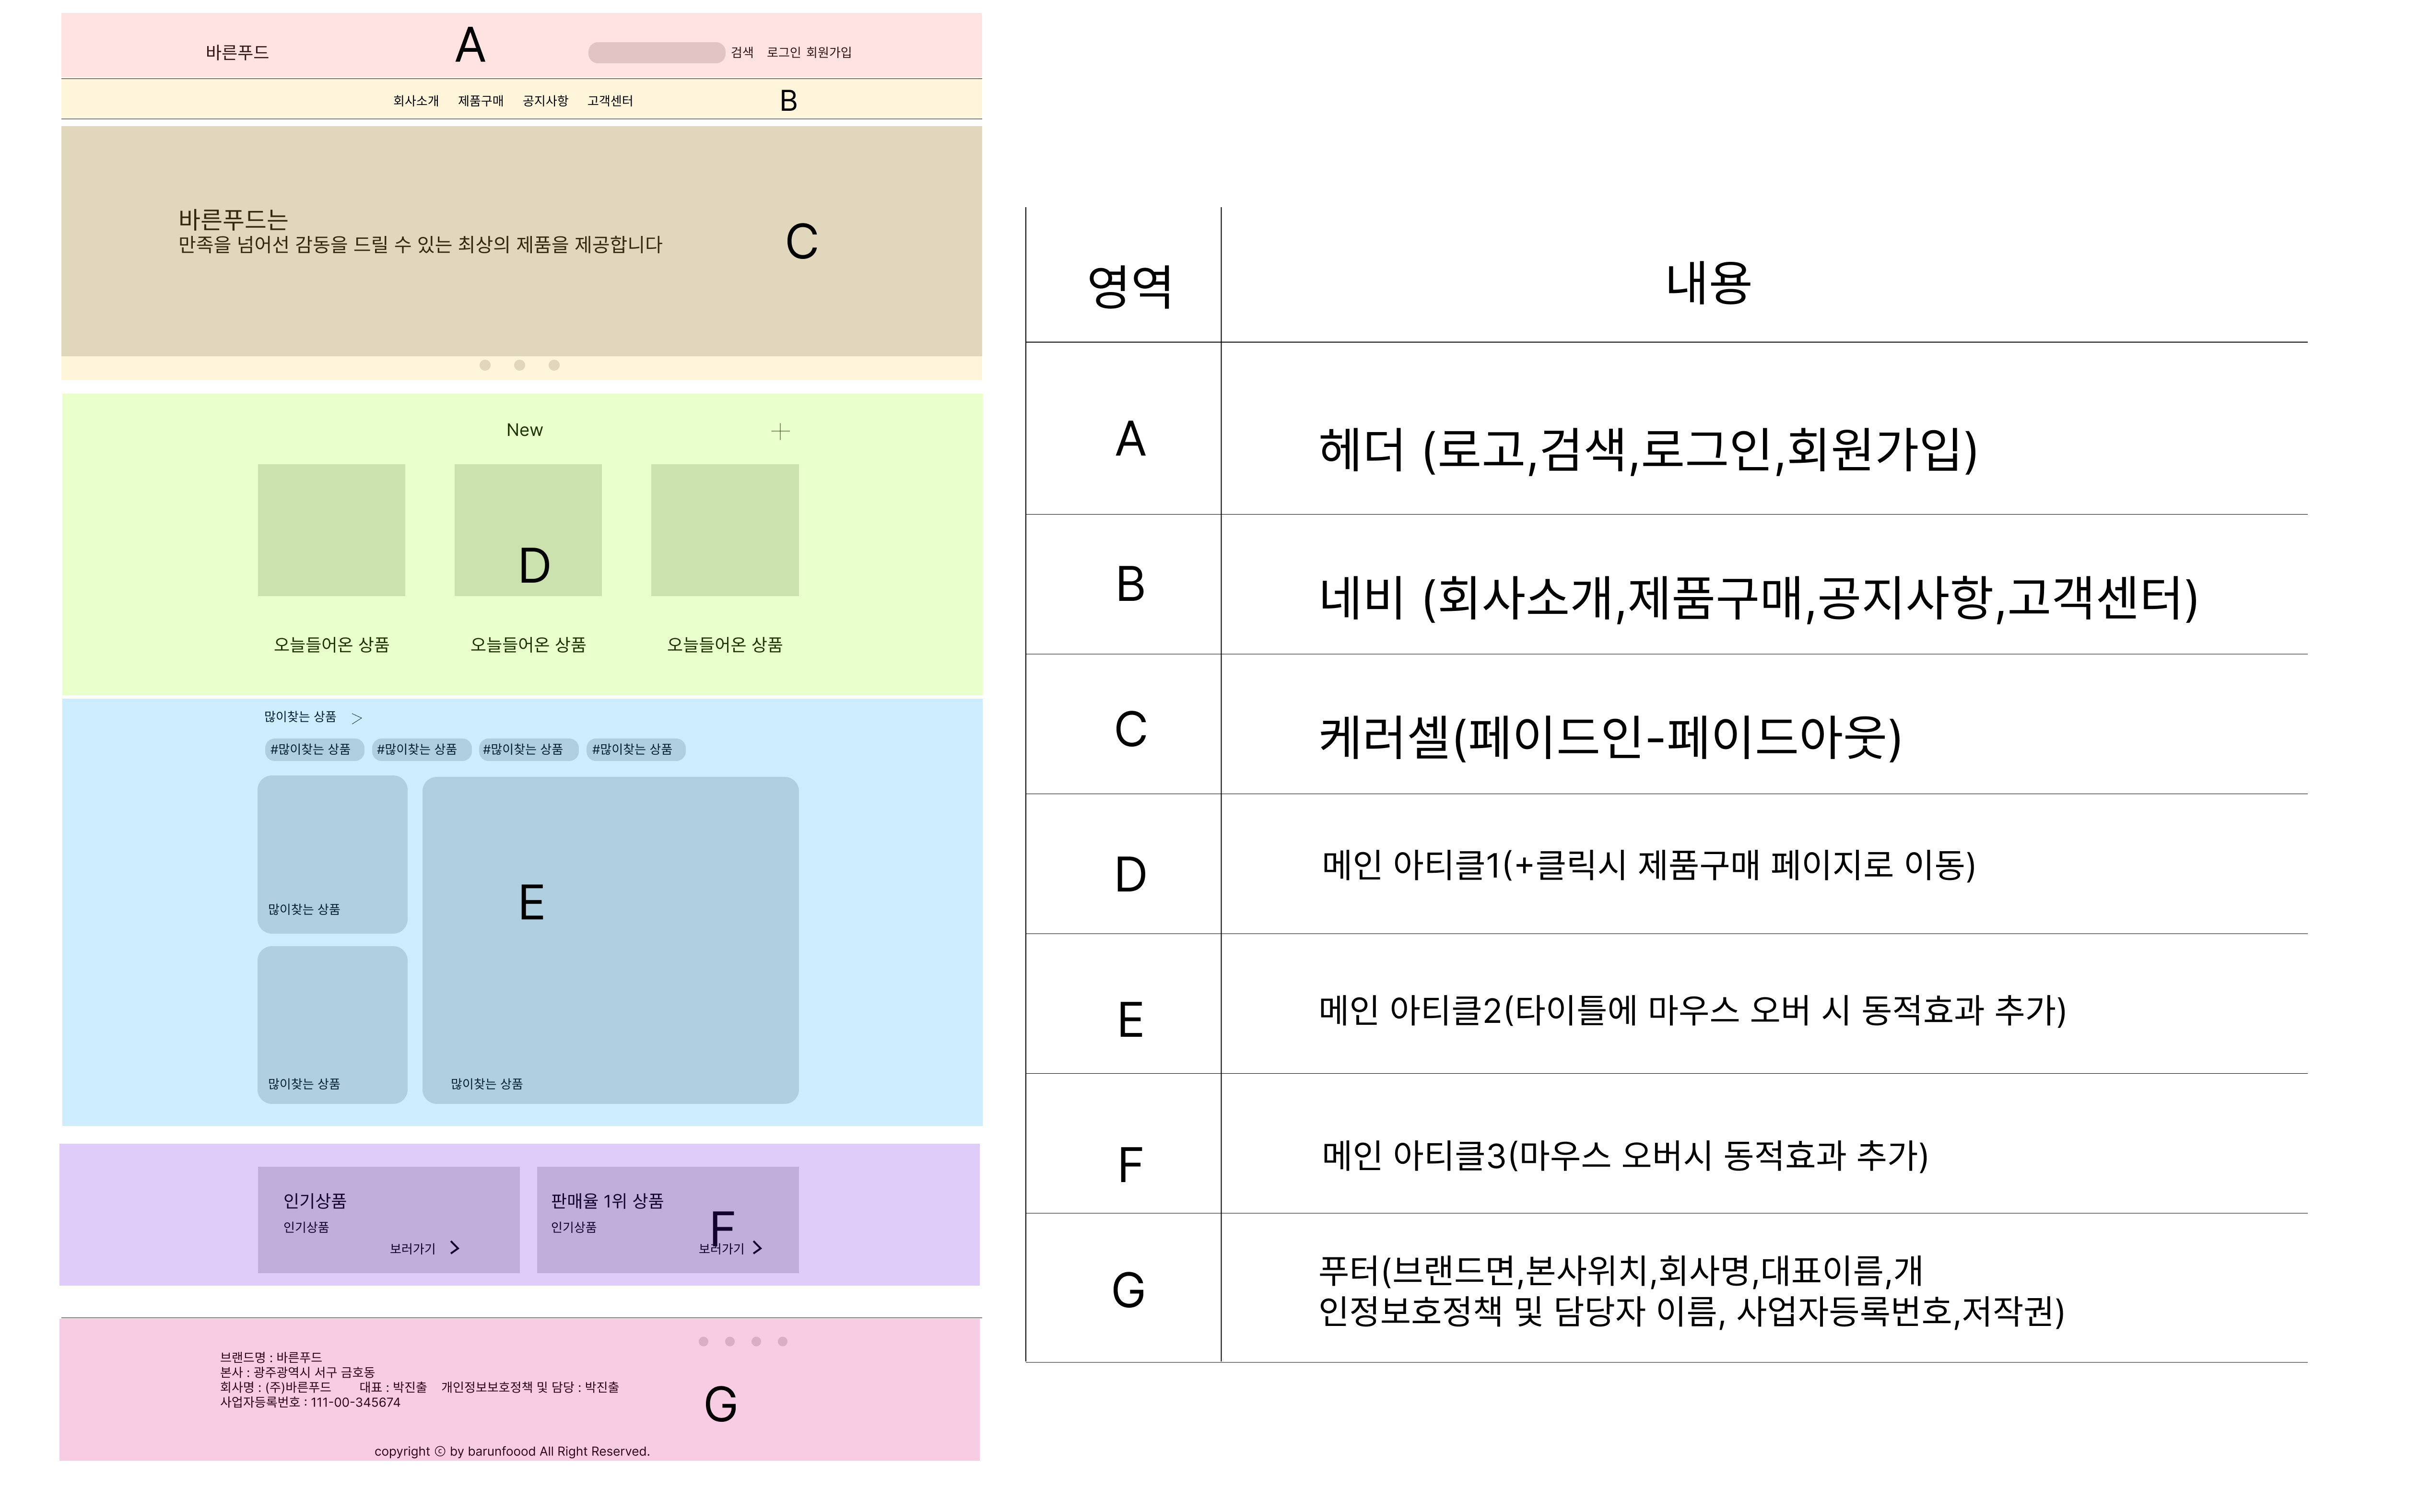 바른푸드
A
검색 로그인 회원가입
회사소개 제품구매 공지사항 고객센터
B
바른푸드는
만족을 넘어선 감동을 드릴 수 있는 최상의 제품을 제공합니다
C
New
+
D
오늘들어온 상품 오늘들어온 상품 오늘들어온 상품
많이찾는 상품 >
#많이찾는 상품 #많이찾는 상품 #많이찾는 상품 #많이찾는 상품
E
많이찾는 상품
많이찾는 상품
많이찾는 상품
인기상품
인기상품
보러가기 >
판매율 1위 상품
인기상품
F
보러가기 >
브랜드명 : 바른푸드
본사 : 광주광역시 서구 금호동
회사명 : (주)바른푸드 대표 : 박진출 개인정보보호정책 및 담당 : 박진출
사업자등록번호 : 111-00-345674
G
copyright ⓒ by barunfoood All Right Reserved.
영역 내용
A 헤더 (로고,검색,로그인,회원가입)
B 네비 (회사소개,제품구매,공지사항,고객센터)
C 케러셀(페이드인-페이드아웃)
D 메인 아티클1(+클릭시 제품구매 페이지로 이동)
E 메인 아티클2(타이틀에 마우스 오버 시 동적효과 추가)
F 메인 아티클3(마우스 오버시 동적효과 추가)
G 푸터(브랜드면,본사위치,회사명,대표이름,개
인정보호정책 및 담당자 이름, 사업자등록번호,저작권)